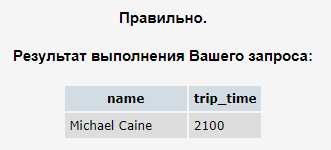 Правильно.
Результат выполнения Вашего запроса:
name trip_time
Michael Caine 2100